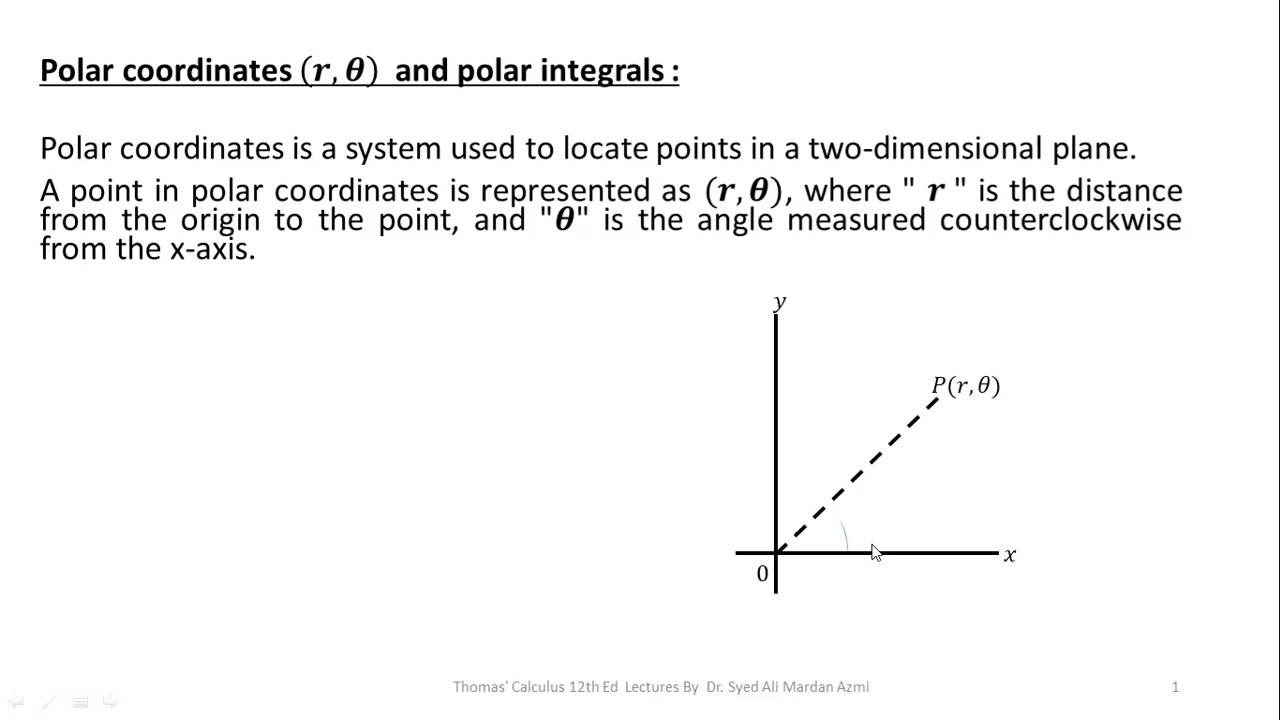 Polar coordinates (r, θ) and polar integrals :
Polar coordinates is a system used to locate points in a two-dimensional plane.
A point in polar coordinates is represented as (r, θ), where " r " is the distance
from the origin to the point, and "θ" is the angle measured counterclockwise
from the x-axis.
y
P(r, θ)
x
0
Thomas' Calculus 12th Ed Lectures By Dr. Syed Ali Mardan Azmi
1